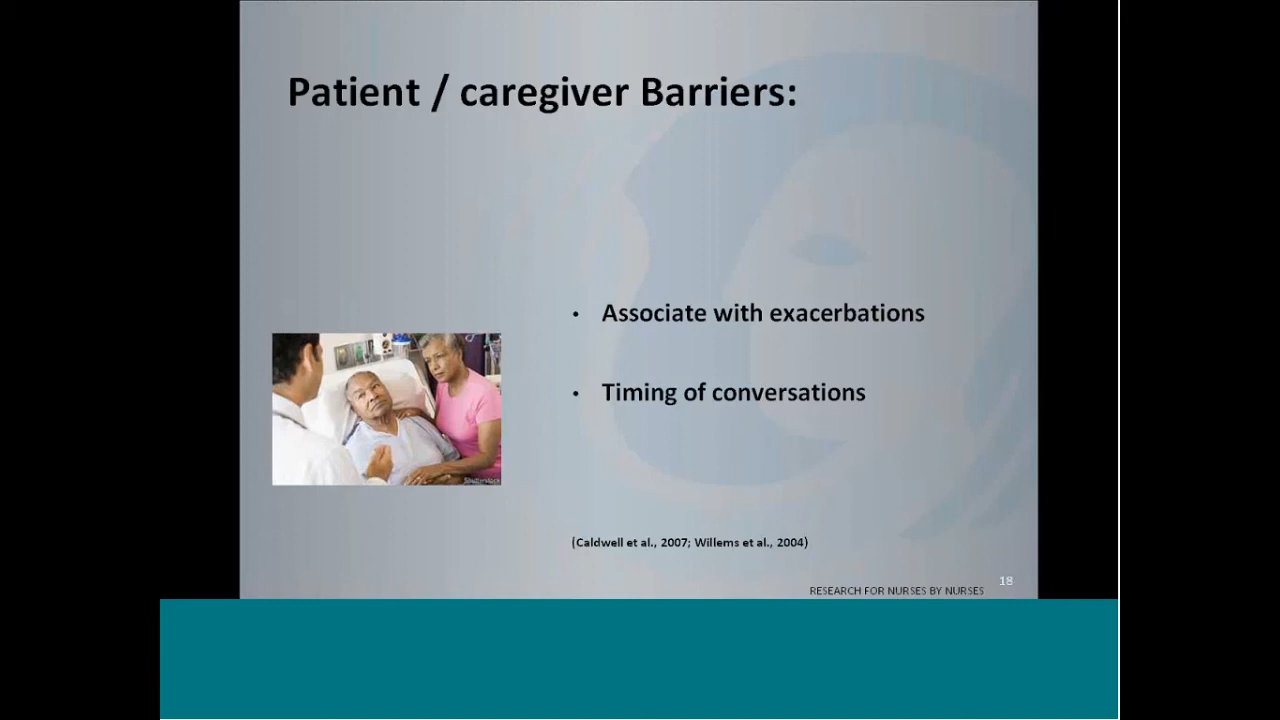 Patient / caregiver Barriers:
• Associate with exacerbations
• Timing of conversations
Shutterstock
(Caldwell et al., 2007; Willems et al., 2004)
18
RESEARCH FOR NURSES BY NURSES